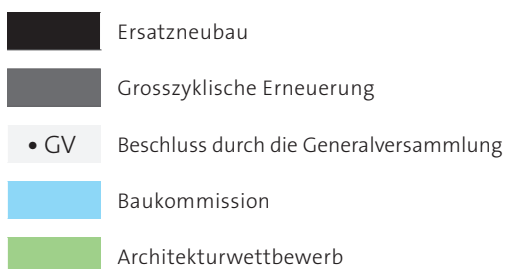 Ersatzneubau
Grosszyklische Erneuerung
• GV Beschluss durch die Generalversammlung
Baukommission
Architekturwettbewerb